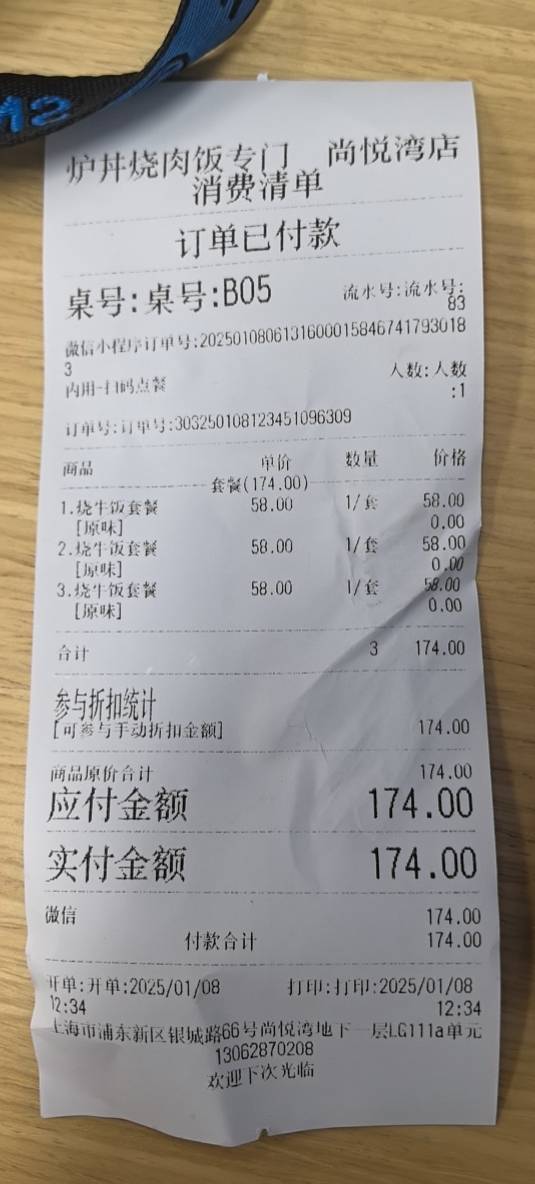 M2
炉丼烧肉饭专门 尚悦湾店
消费清单
订单已付款
桌号:桌号:B05 流水号:流水号:
83
微信小程序订单号:2025010806131600015846741793018
3
内用-扫码点餐 人数:人数
:1
订单号:订单号:303250108123451096309
商品 单价 数量 价格
套餐(174.00)
1.烧牛饭套餐 58.00 1/套 58.00
[原味] 0.00
2.烧牛饭套餐 58.00 1/套 58.00
[原味] 0.00
3.烧牛饭套餐 58.00 1/套 58.00
[原味] 0.00
合计 3 174.00
参与折扣统计
[可参与手动折扣金额] 174.00
商品原价合计 174.00
应付金额 174.00
实付金额 174.00
微信 174.00
付款合计 174.00
开单:开单:2025/01/08 打印:打印:2025/01/08
12:34 12:34
上海市浦东新区银城路66号尚悦湾地下一层LG111a单元
13062870208
欢迎下次光临